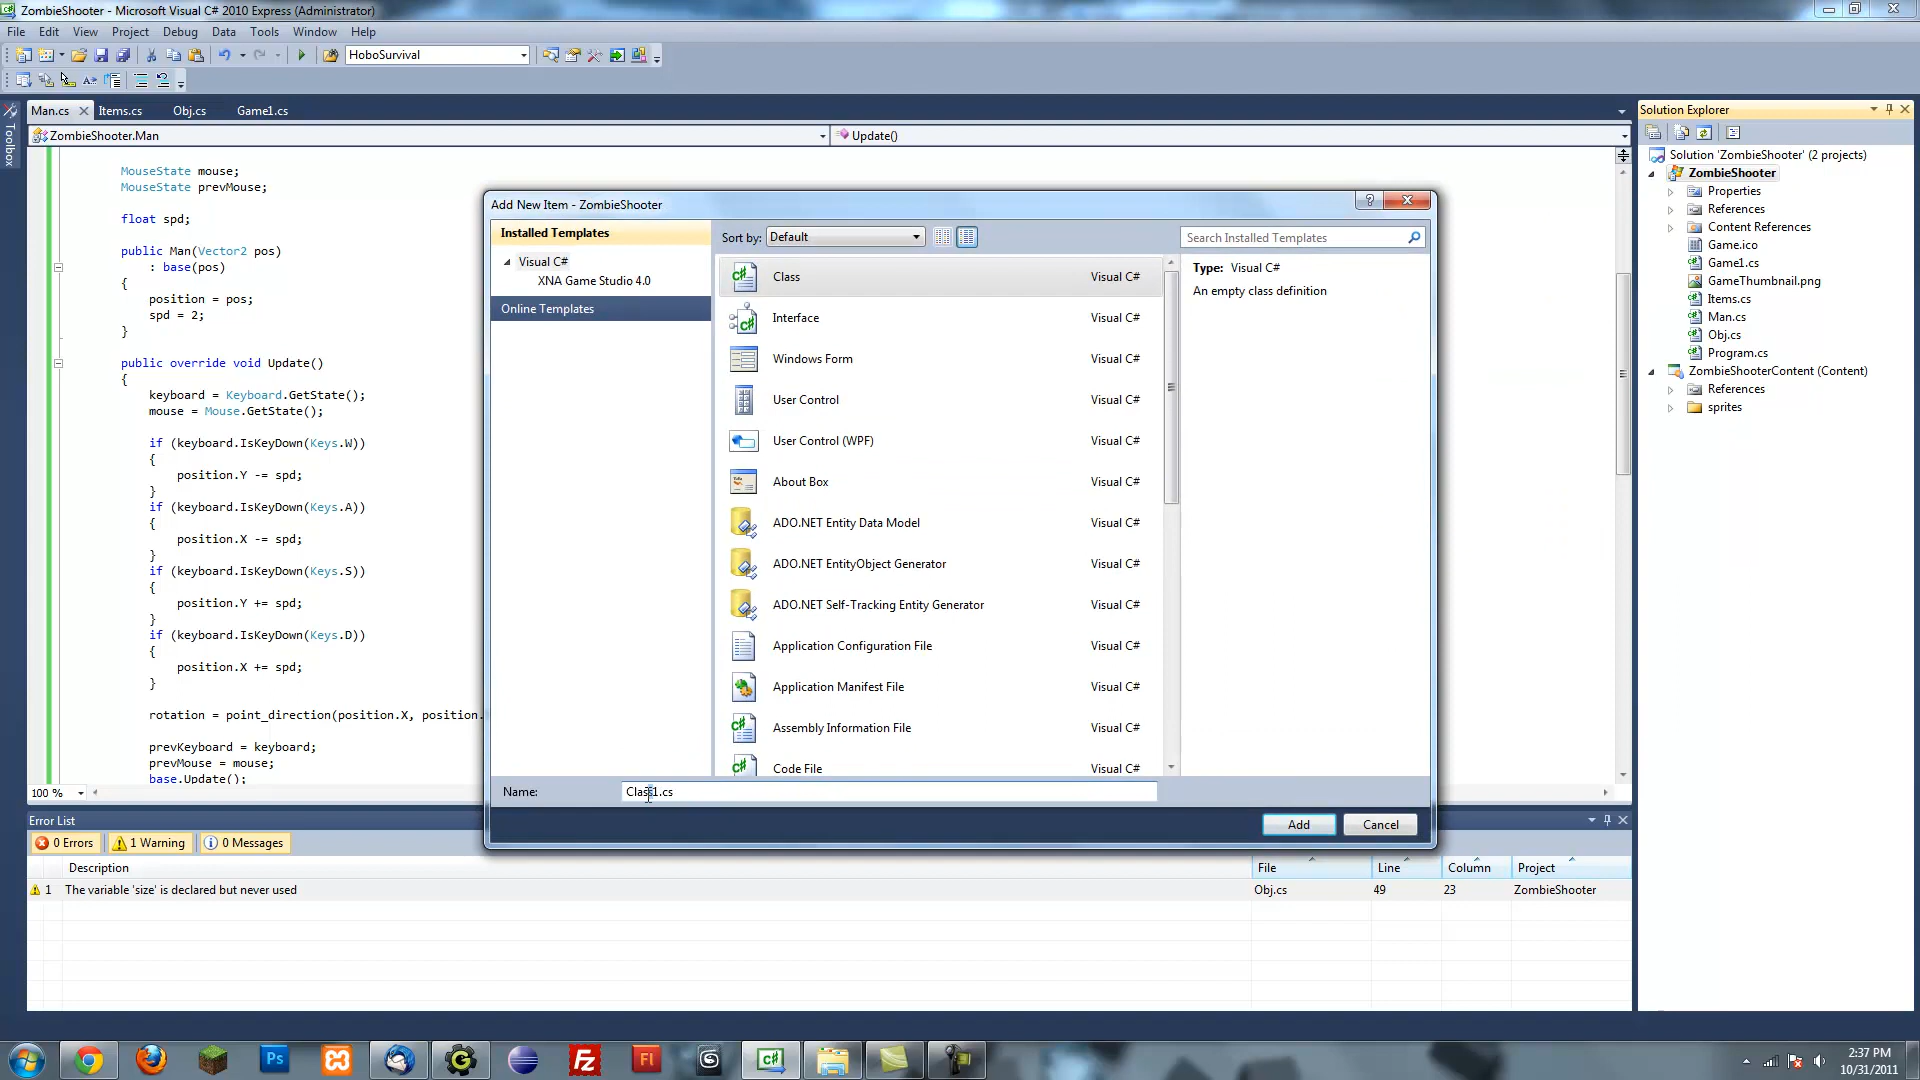 ZombieShooter - Microsoft Visual C# 2010 Express (Administrator)
File Edit View Project Debug Data Tools Window Help
HoboSurvival
Toolbox
Man.cs Items.cs Obj.cs Game1.cs
ZombieShooter.Man Update()
MouseState mouse;
MouseState prevMouse;
float spd;
public Man(Vector2 pos)
: base(pos)
{
position = pos;
spd = 2;
}
public override void Update()
{
keyboard = Keyboard.GetState();
mouse = Mouse.GetState();
if (keyboard.IsKeyDown(Keys.W))
{
position.Y -= spd;
}
if (keyboard.IsKeyDown(Keys.A))
{
position.X -= spd;
}
if (keyboard.IsKeyDown(Keys.S))
{
position.Y += spd;
}
if (keyboard.IsKeyDown(Keys.D))
{
position.X += spd;
}
rotation = point_direction(position.X, position.
prevKeyboard = keyboard;
prevMouse = mouse;
base.Update();
100 %
Add New Item - ZombieShooter
Installed Templates
Visual C#
XNA Game Studio 4.0
Online Templates
Sort by: Default
Search Installed Templates
Class Visual C#
Interface Visual C#
Windows Form Visual C#
User Control Visual C#
User Control (WPF) Visual C#
About Box Visual C#
ADO.NET Entity Data Model Visual C#
ADO.NET EntityObject Generator Visual C#
ADO.NET Self-Tracking Entity Generator Visual C#
Application Configuration File Visual C#
Application Manifest File Visual C#
Assembly Information File Visual C#
Code File Visual C#
Type: Visual C#
An empty class definition
Name: Class1.cs
Add Cancel
Solution Explorer
Solution 'ZombieShooter' (2 projects)
ZombieShooter
Properties
References
Content References
Game.ico
Game1.cs
GameThumbnail.png
Items.cs
Man.cs
Obj.cs
Program.cs
ZombieShooterContent (Content)
References
sprites
Error List
0 Errors 1 Warning 0 Messages
Description File Line Column Project
1 The variable 'size' is declared but never used Obj.cs 49 23 ZombieShooter
Ps Fz Fl C#
2:37 PM
10/31/2011